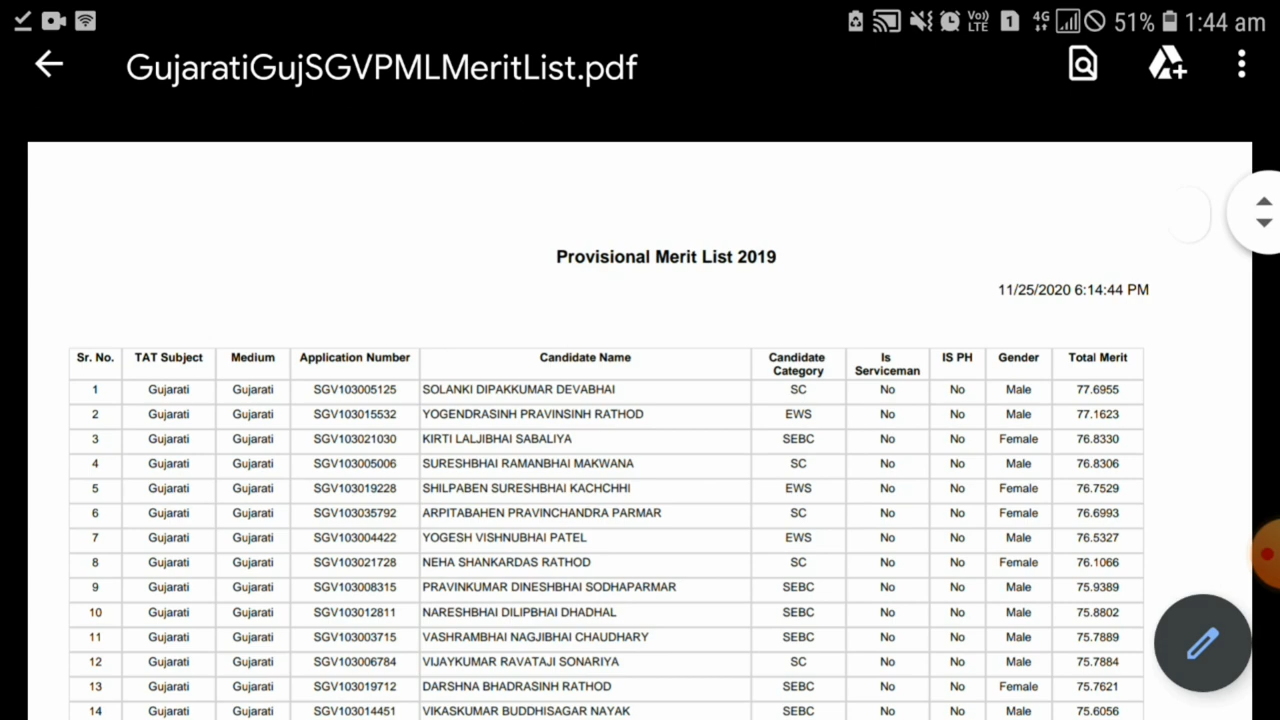 Vo)) LTE 1 4G 51% 1:44 am
GujaratiGujSGVPMLMeritList.pdf
Provisional Merit List 2019
11/25/2020 6:14:44 PM
Sr. No. TAT Subject Medium Application Number Candidate Name Candidate Category Is Serviceman IS PH Gender Total Merit
1 Gujarati Gujarati SGV103005125 SOLANKI DIPAKKUMAR DEVABHAI SC No No Male 77.6955
2 Gujarati Gujarati SGV103015532 YOGENDRASINH PRAVINSINH RATHOD EWS No No Male 77.1623
3 Gujarati Gujarati SGV103021030 KIRTI LALJIBHAI SABALIYA SEBC No No Female 76.8330
4 Gujarati Gujarati SGV103005006 SURESHBHAI RAMANBHAI MAKWANA SC No No Male 76.8306
5 Gujarati Gujarati SGV103019228 SHILPABEN SURESHBHAI KACHCHHI EWS No No Female 76.7529
6 Gujarati Gujarati SGV103035792 ARPITABAHEN PRAVINCHANDRA PARMAR SC No No Female 76.6993
7 Gujarati Gujarati SGV103004422 YOGESH VISHNUBHAI PATEL EWS No No Male 76.5327
8 Gujarati Gujarati SGV103021728 NEHA SHANKARDAS RATHOD SC No No Female 76.1066
9 Gujarati Gujarati SGV103008315 PRAVINKUMAR DINESHBHAI SODHAPARMAR SEBC No No Male 75.9389
10 Gujarati Gujarati SGV103012811 NARESHBHAI DILIPBHAI DHADHAL SEBC No No Male 75.8802
11 Gujarati Gujarati SGV103003715 VASHRAMBHAI NAGJIBHAI CHAUDHARY SEBC No No Male 75.7889
12 Gujarati Gujarati SGV103006784 VIJAYKUMAR RAVATAJI SONARIYA SC No No Male 75.7884
13 Gujarati Gujarati SGV103019712 DARSHNA BHADRASINH RATHOD SEBC No No Female 75.7621
14 Gujarati Gujarati SGV103014451 VIKASKUMAR BUDDHISAGAR NAYAK SEBC No No Male 75.6056